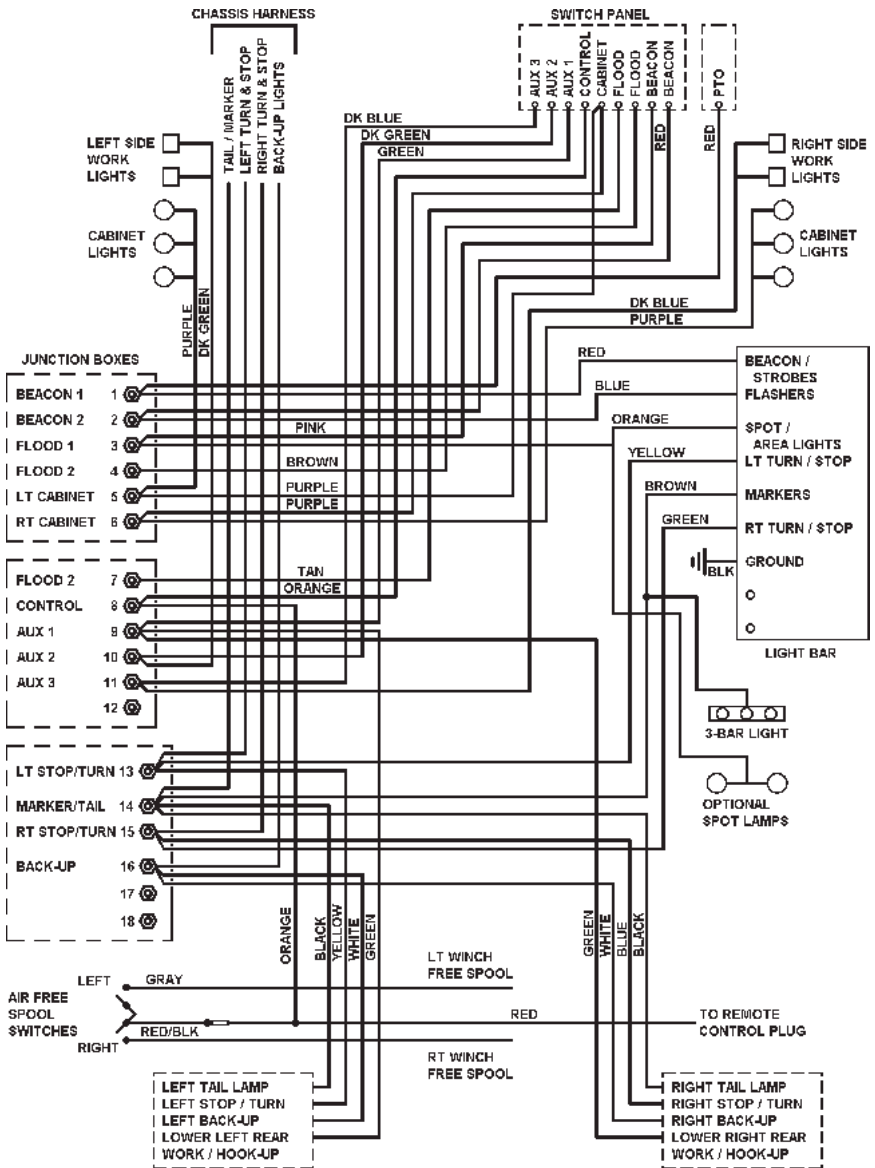 CHASSIS HARNESS
SWITCH PANEL
TAIL / MARKER
LEFT TURN & STOP
RIGHT TURN & STOP
BACK-UP LIGHTS
AUX 3
AUX 2
AUX 1
CONTROL
CABINET
FLOOD
FLOOD
BEACON
BEACON
PTO
DK BLUE
DK GREEN
GREEN
RED
RED
LEFT SIDE
WORK
LIGHTS
RIGHT SIDE
WORK
LIGHTS
CABINET
LIGHTS
CABINET
LIGHTS
PURPLE
DK GREEN
DK BLUE
PURPLE
JUNCTION BOXES
BEACON 1 1
BEACON 2 2
FLOOD 1 3
FLOOD 2 4
LT CABINET 5
RT CABINET 6
PINK
BROWN
PURPLE
PURPLE
RED
BLUE
ORANGE
YELLOW
BROWN
GREEN
BLK
BEACON /
STROBES
FLASHERS
SPOT /
AREA LIGHTS
LT TURN / STOP
MARKERS
RT TURN / STOP
GROUND
LIGHT BAR
FLOOD 2 7
CONTROL 8
AUX 1 9
AUX 2 10
AUX 3 11
12
TAN
ORANGE
3-BAR LIGHT
OPTIONAL
SPOT LAMPS
LT STOP/TURN 13
MARKER/TAIL 14
RT STOP/TURN 15
BACK-UP 16
17
18
ORANGE
BLACK
YELLOW
WHITE
GREEN
GREEN
WHITE
BLUE
BLACK
AIR FREE
SPOOL
SWITCHES
LEFT
GRAY
LT WINCH
FREE SPOOL
RED
TO REMOTE
CONTROL PLUG
RIGHT
RED/BLK
RT WINCH
FREE SPOOL
LEFT TAIL LAMP
LEFT STOP / TURN
LEFT BACK-UP
LOWER LEFT REAR
WORK / HOOK-UP
RIGHT TAIL LAMP
RIGHT STOP / TURN
RIGHT BACK-UP
LOWER RIGHT REAR
WORK / HOOK-UP